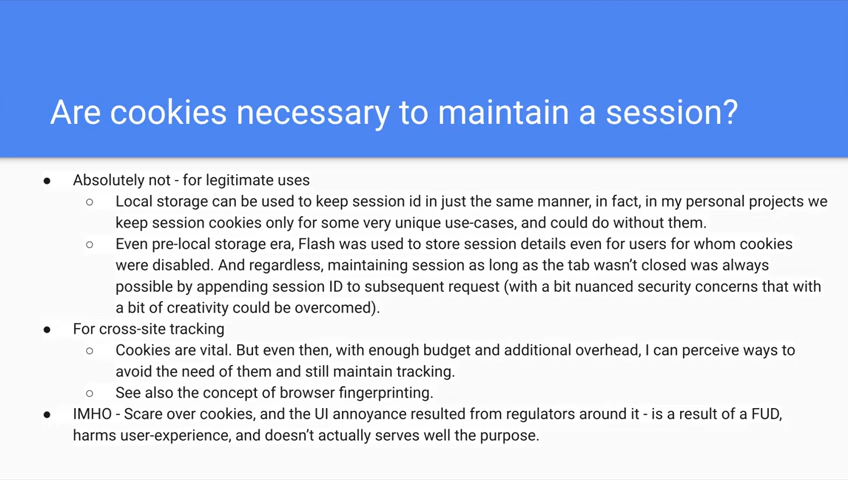 Are cookies necessary to maintain a session?
● Absolutely not - for legitimate uses
○ Local storage can be used to keep session id in just the same manner, in fact, in my personal projects we
keep session cookies only for some very unique use-cases, and could do without them.
○ Even pre-local storage era, Flash was used to store session details even for users for whom cookies
were disabled. And regardless, maintaining session as long as the tab wasn't closed was always
possible by appending session ID to subsequent request (with a bit nuanced security concerns that with
a bit of creativity could be overcomed).
● For cross-site tracking
○ Cookies are vital. But even then, with enough budget and additional overhead, I can perceive ways to
avoid the need of them and still maintain tracking.
○ See also the concept of browser fingerprinting.
● IMHO - Scare over cookies, and the UI annoyance resulted from regulators around it - is a result of a FUD,
harms user-experience, and doesn't actually serves well the purpose.